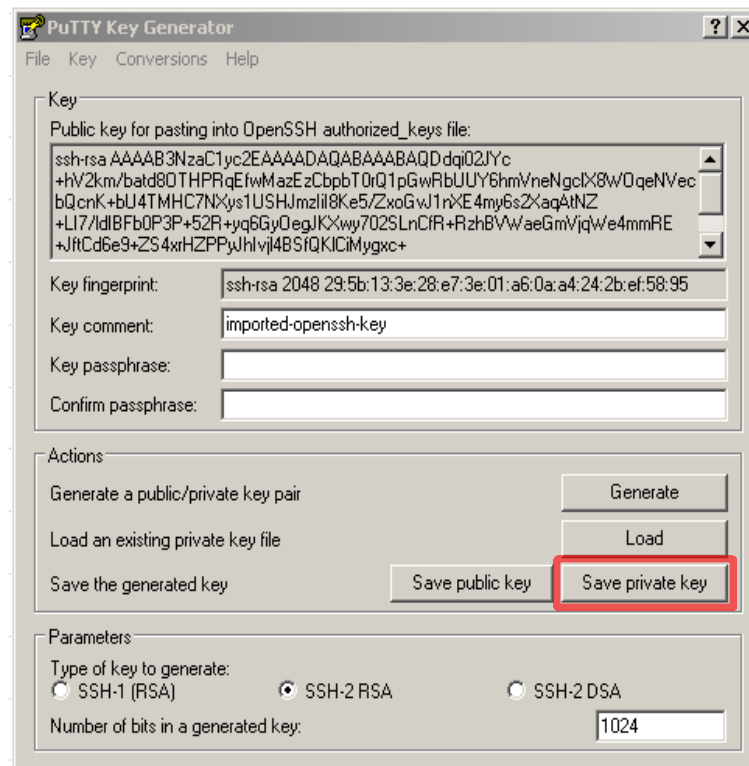 PuTTY Key Generator
File Key Conversions Help
Key
Public key for pasting into OpenSSH authorized_keys file:
ssh-rsa AAAAB3NzaC1yc2EAAAADAQABAAABAQDdqi02JYc
+hV2km/batd8OTHPRqEfwMazEzCbpbT0rQ1pGwRbUUY6hmVneNgcIX8WOqeNVec
bQcnK+bU4TMHC7NXys1USHJmzIiI8Ke5/ZxoGvJ1nXE4my6s2XaqAtNZ
+LI7/IdIBFb0P3P+52R+yq6GyOegJKXwy702SLnCfR+RzhBVWaeGmVjqWe4mmRE
+JftCd6e9+ZS4xrHZPPyJhIvjl4BSfQKICiMygxc+
Key fingerprint: ssh-rsa 2048 29:5b:13:3e:28:e7:3e:01:a6:0a:a4:24:2b:ef:58:95
Key comment: imported-openssh-key
Key passphrase:
Confirm passphrase:
Actions
Generate a public/private key pair Generate
Load an existing private key file Load
Save the generated key Save public key Save private key
Parameters
Type of key to generate:
SSH-1 (RSA) SSH-2 RSA SSH-2 DSA
Number of bits in a generated key: 1024